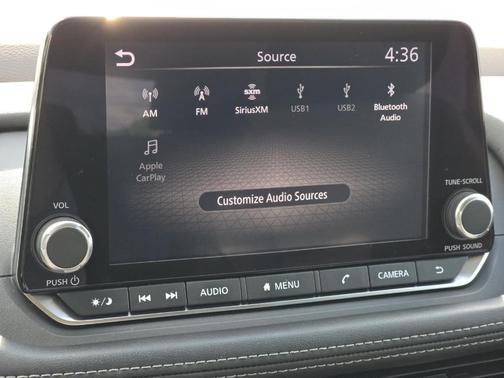 Source
4:36
AM
FM
sxm
SiriusXM
USB1
USB2
Bluetooth
Audio
Apple
CarPlay
Customize Audio Sources
VOL
PUSH
TUNE-SCROLL
PUSH SOUND
AUDIO
MENU
CAMERA